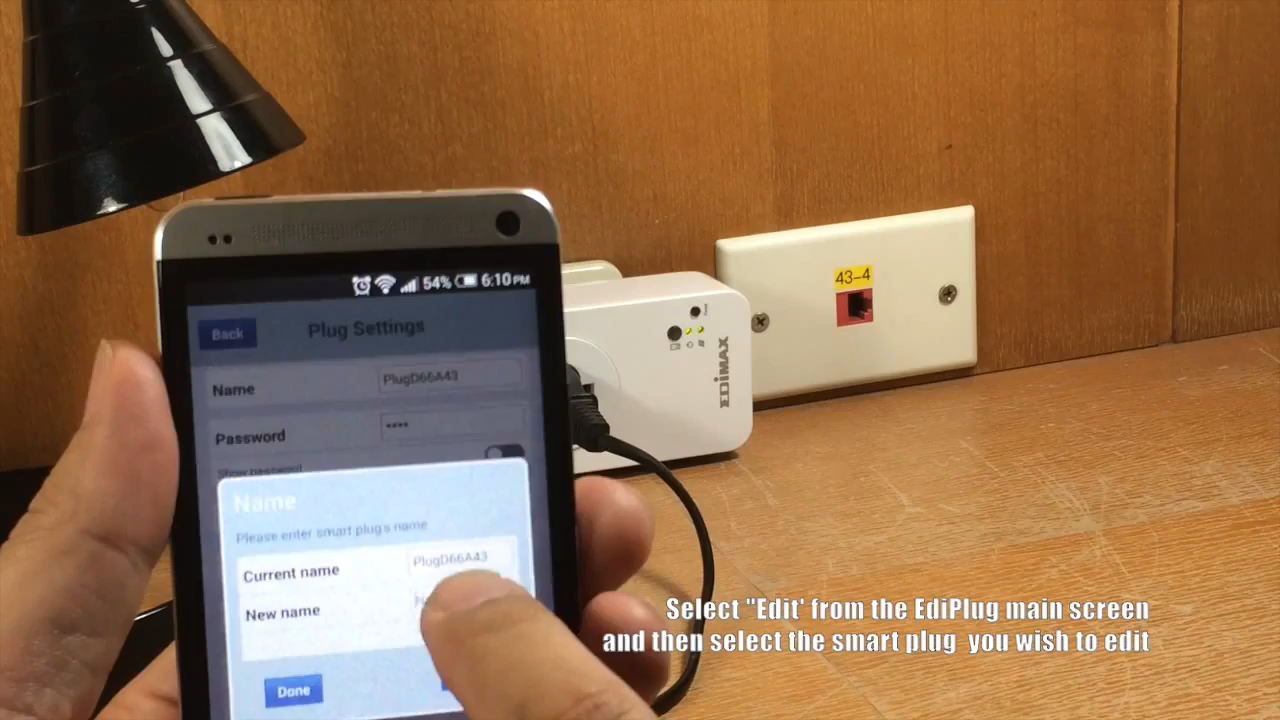 54% 6:10 PM
Back
Plug Settings
Name
PlugD66A43
Password
****
Show password
Name
Please enter smart plug's name
Current name
PlugD66A43
New name
Done
43-4
EDIMAX
Select "Edit' from the EdiPlug main screen
and then select the smart plug you wish to edit